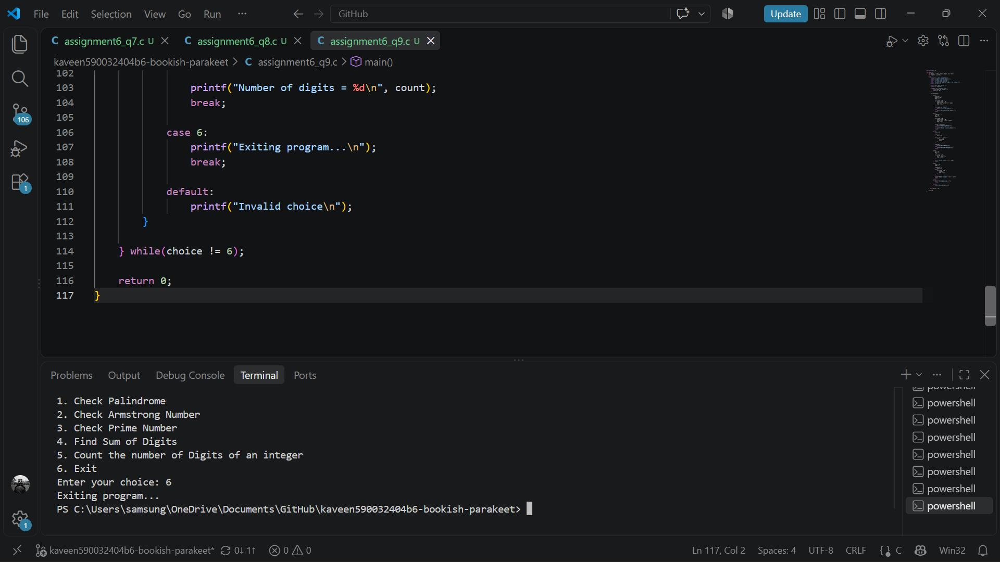 File Edit Selection View Go Run ··· GitHub Update
C assignment6_q7.c U C assignment6_q8.c U C assignment6_q9.c U
kaveen590032404b6-bookish-parakeet > C assignment6_q9.c > main()
102
103 printf("Number of digits = %d\n", count);
104 break;
105
106 case 6:
107 printf("Exiting program...\n");
108 break;
109
110 default:
111 printf("Invalid choice\n");
112 }
113
114 } while(choice != 6);
115
116 return 0;
117 }
106
1
Problems Output Debug Console Terminal Ports
1. Check Palindrome
2. Check Armstrong Number
3. Check Prime Number
4. Find Sum of Digits
5. Count the number of Digits of an integer
6. Exit
Enter your choice: 6
Exiting program...
PS C:\Users\samsung\OneDrive\Documents\GitHub\kaveen590032404b6-bookish-parakeet>
powershell
powershell
powershell
powershell
powershell
powershell
powershell
powershell
1
kaveen590032404b6-bookish-parakeet* 0↓ 1↑ 0 0 Ln 117, Col 2 Spaces: 4 UTF-8 CRLF { } C Win32